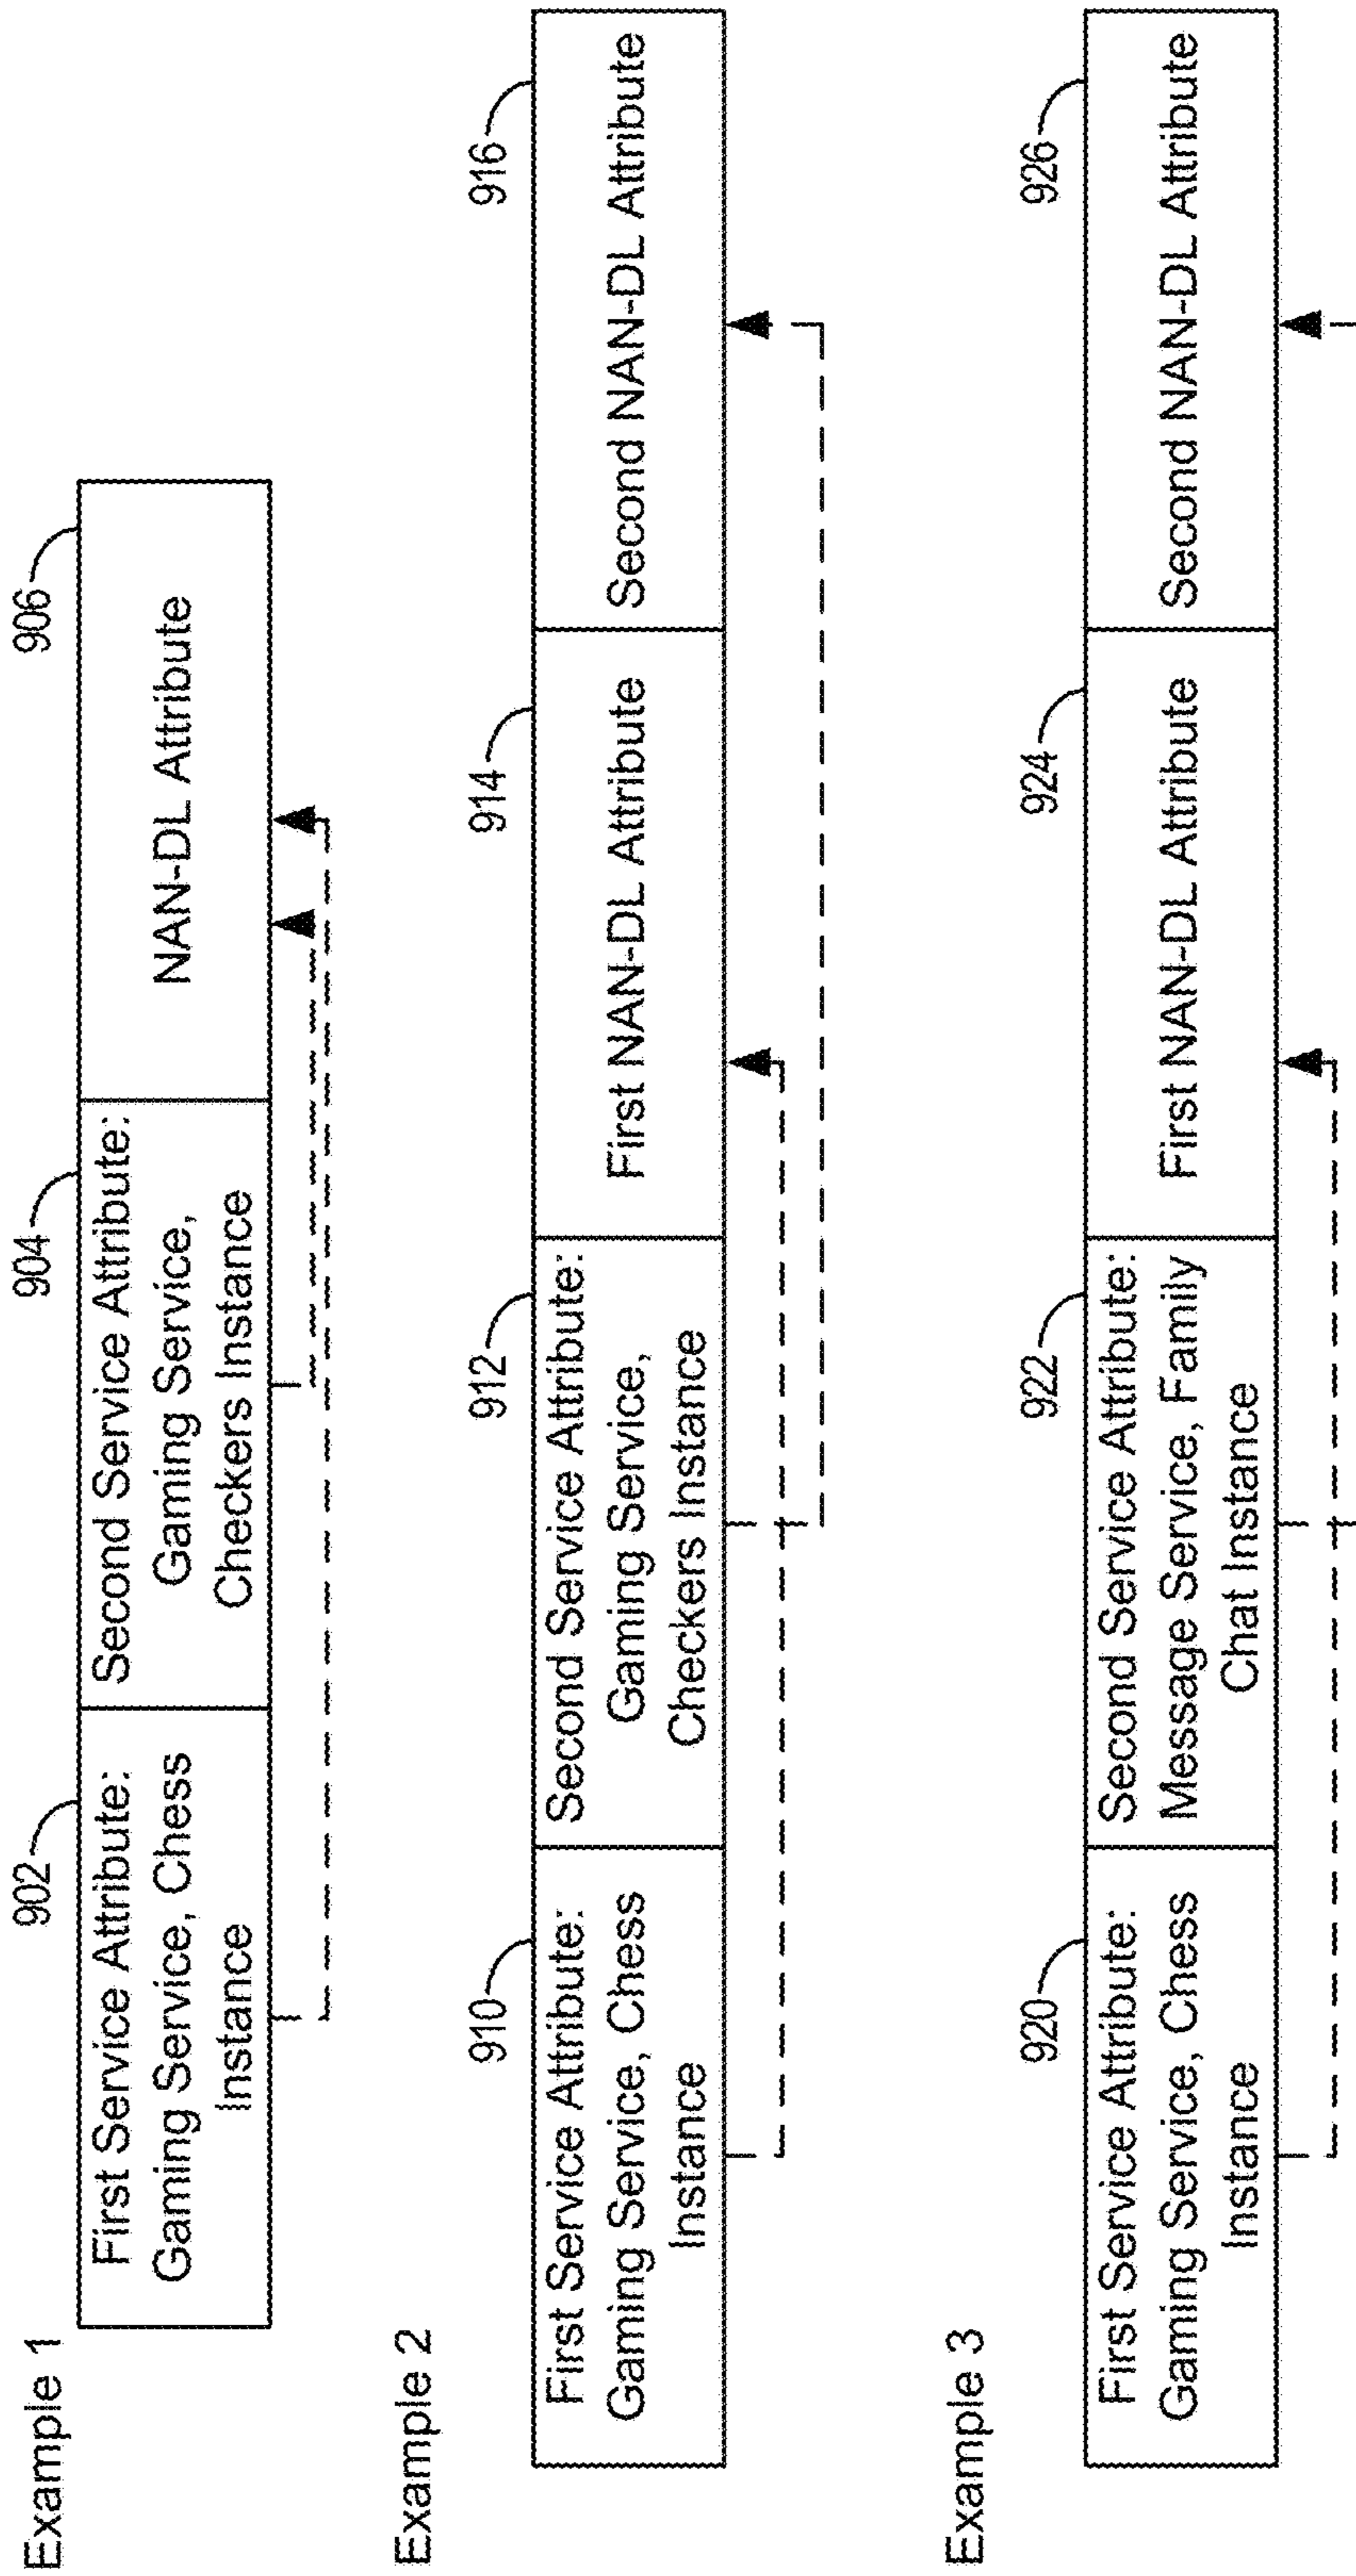 Example 1
902
904
906
First Service Attribute:
Gaming Service, Chess
Instance
Second Service Attribute:
Gaming Service,
Checkers Instance
NAN-DL Attribute
Example 2
910
912
914
916
First Service Attribute:
Gaming Service, Chess
Instance
Second Service Attribute:
Gaming Service,
Checkers Instance
First NAN-DL Attribute
Second NAN-DL Attribute
Example 3
920
922
924
926
First Service Attribute:
Gaming Service, Chess
Instance
Second Service Attribute:
Message Service, Family
Chat Instance
First NAN-DL Attribute
Second NAN-DL Attribute